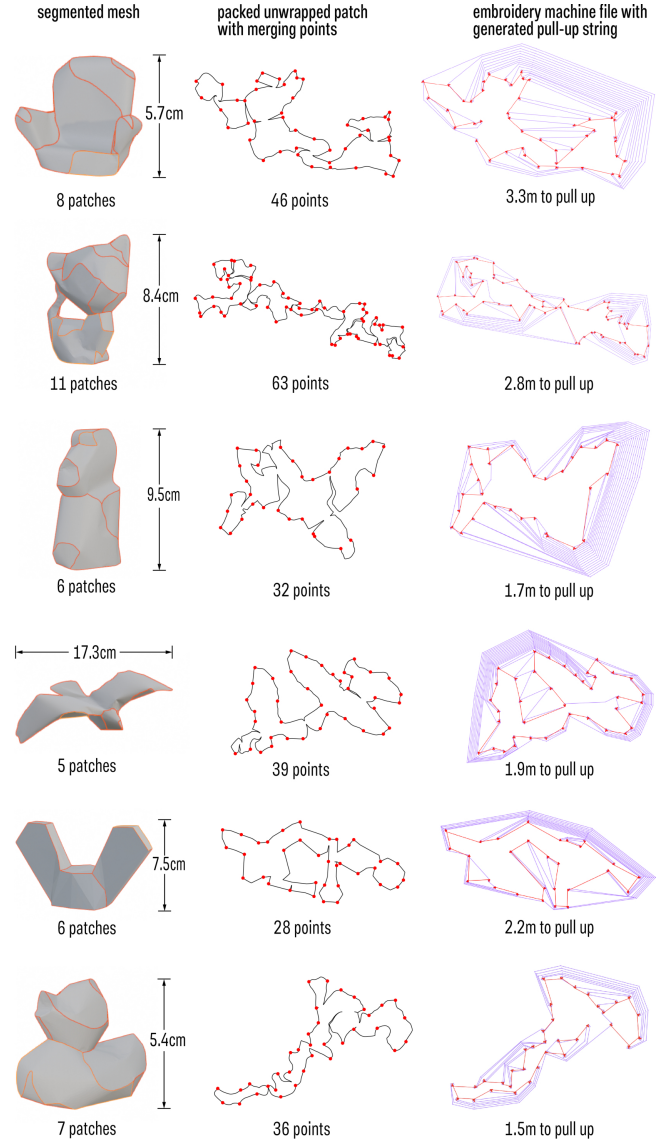 segmented mesh
packed unwrapped patch
with merging points
embroidery machine file with
generated pull-up string
5.7cm
8 patches
46 points
3.3m to pull up
8.4cm
11 patches
63 points
2.8m to pull up
9.5cm
6 patches
32 points
1.7m to pull up
17.3cm
5 patches
39 points
1.9m to pull up
7.5cm
6 patches
28 points
2.2m to pull up
5.4cm
7 patches
36 points
1.5m to pull up